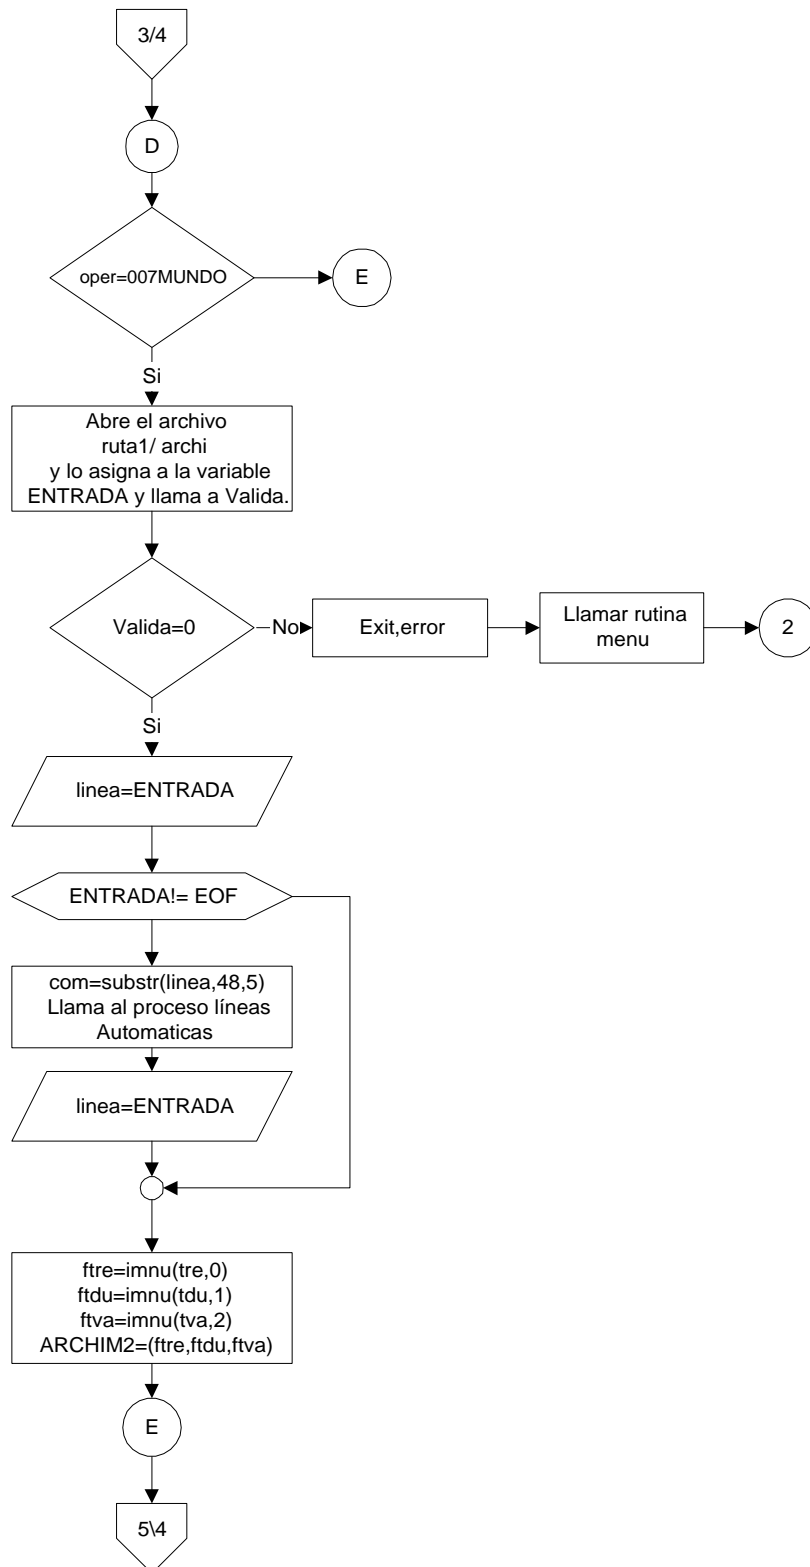 3/4
D
oper=007MUNDO
E
Si
Abre el archivo
ruta1/ archi
y lo asigna a la variable
ENTRADA y llama a Valida.
Valida=0
No
Exit,error
Llamar rutina
menu
2
Si
linea=ENTRADA
ENTRADA!= EOF
com=substr(linea,48,5)
Llama al proceso líneas
Automaticas
linea=ENTRADA
ftre=imnu(tre,0)
ftdu=imnu(tdu,1)
ftva=imnu(tva,2)
ARCHIM2=(ftre,ftdu,ftva)
E
5\4